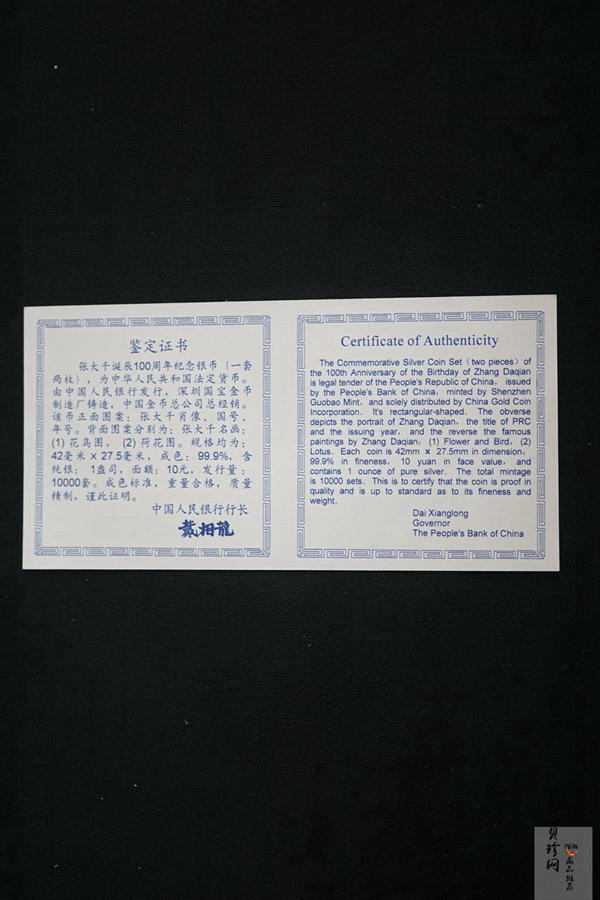 鉴定证书
张大千诞辰100周年纪念银币（一套
两枚），为中华人民共和国法定货币。
由中国人民银行发行，深圳国宝金币
制造厂铸造，中国金币总公司总经销。
该币正面图案：张大千肖像、国号、
年号。背面图案分别为：张大千名画：
(1) 花鸟图，(2) 荷花图。规格均为：
42毫米 x 27.5毫米，成色：99.9%，含
纯银：1盎司，面额：10元，发行量：
10000套。成色标准，重量合格，质量
精制，谨此证明。
中国人民银行行长
戴相龍
Certificate of Authenticity
The Commemorative Silver Coin Set (two pieces) of
the 100th Anniversary of the Birthday of Zhang Daqian
is legal tender of the People's Republic of China, issued
by the People's Bank of China, minted by Shenzhen
Guobao Mint, and solely distributed by China Gold Coin
Incorporation. It's rectangular-shaped. The obverse
depicts the portrait of Zhang Daqian, the title of PRC
and the issuing year, and the reverse the famous
paintings by Zhang Daqian: (1) Flower and Bird, (2)
Lotus. Each coin is 42mm x 27.5mm in dimension,
99.9% in fineness, 10 yuan in face value, and
contains 1 ounce of pure silver. The total mintage
is 10000 sets. This is to certify that the coin is proof in
quality and is up to standard as to its fineness and
weight.
Dai Xianglong
Governor
The People's Bank of China
贝珍网
藏品推荐